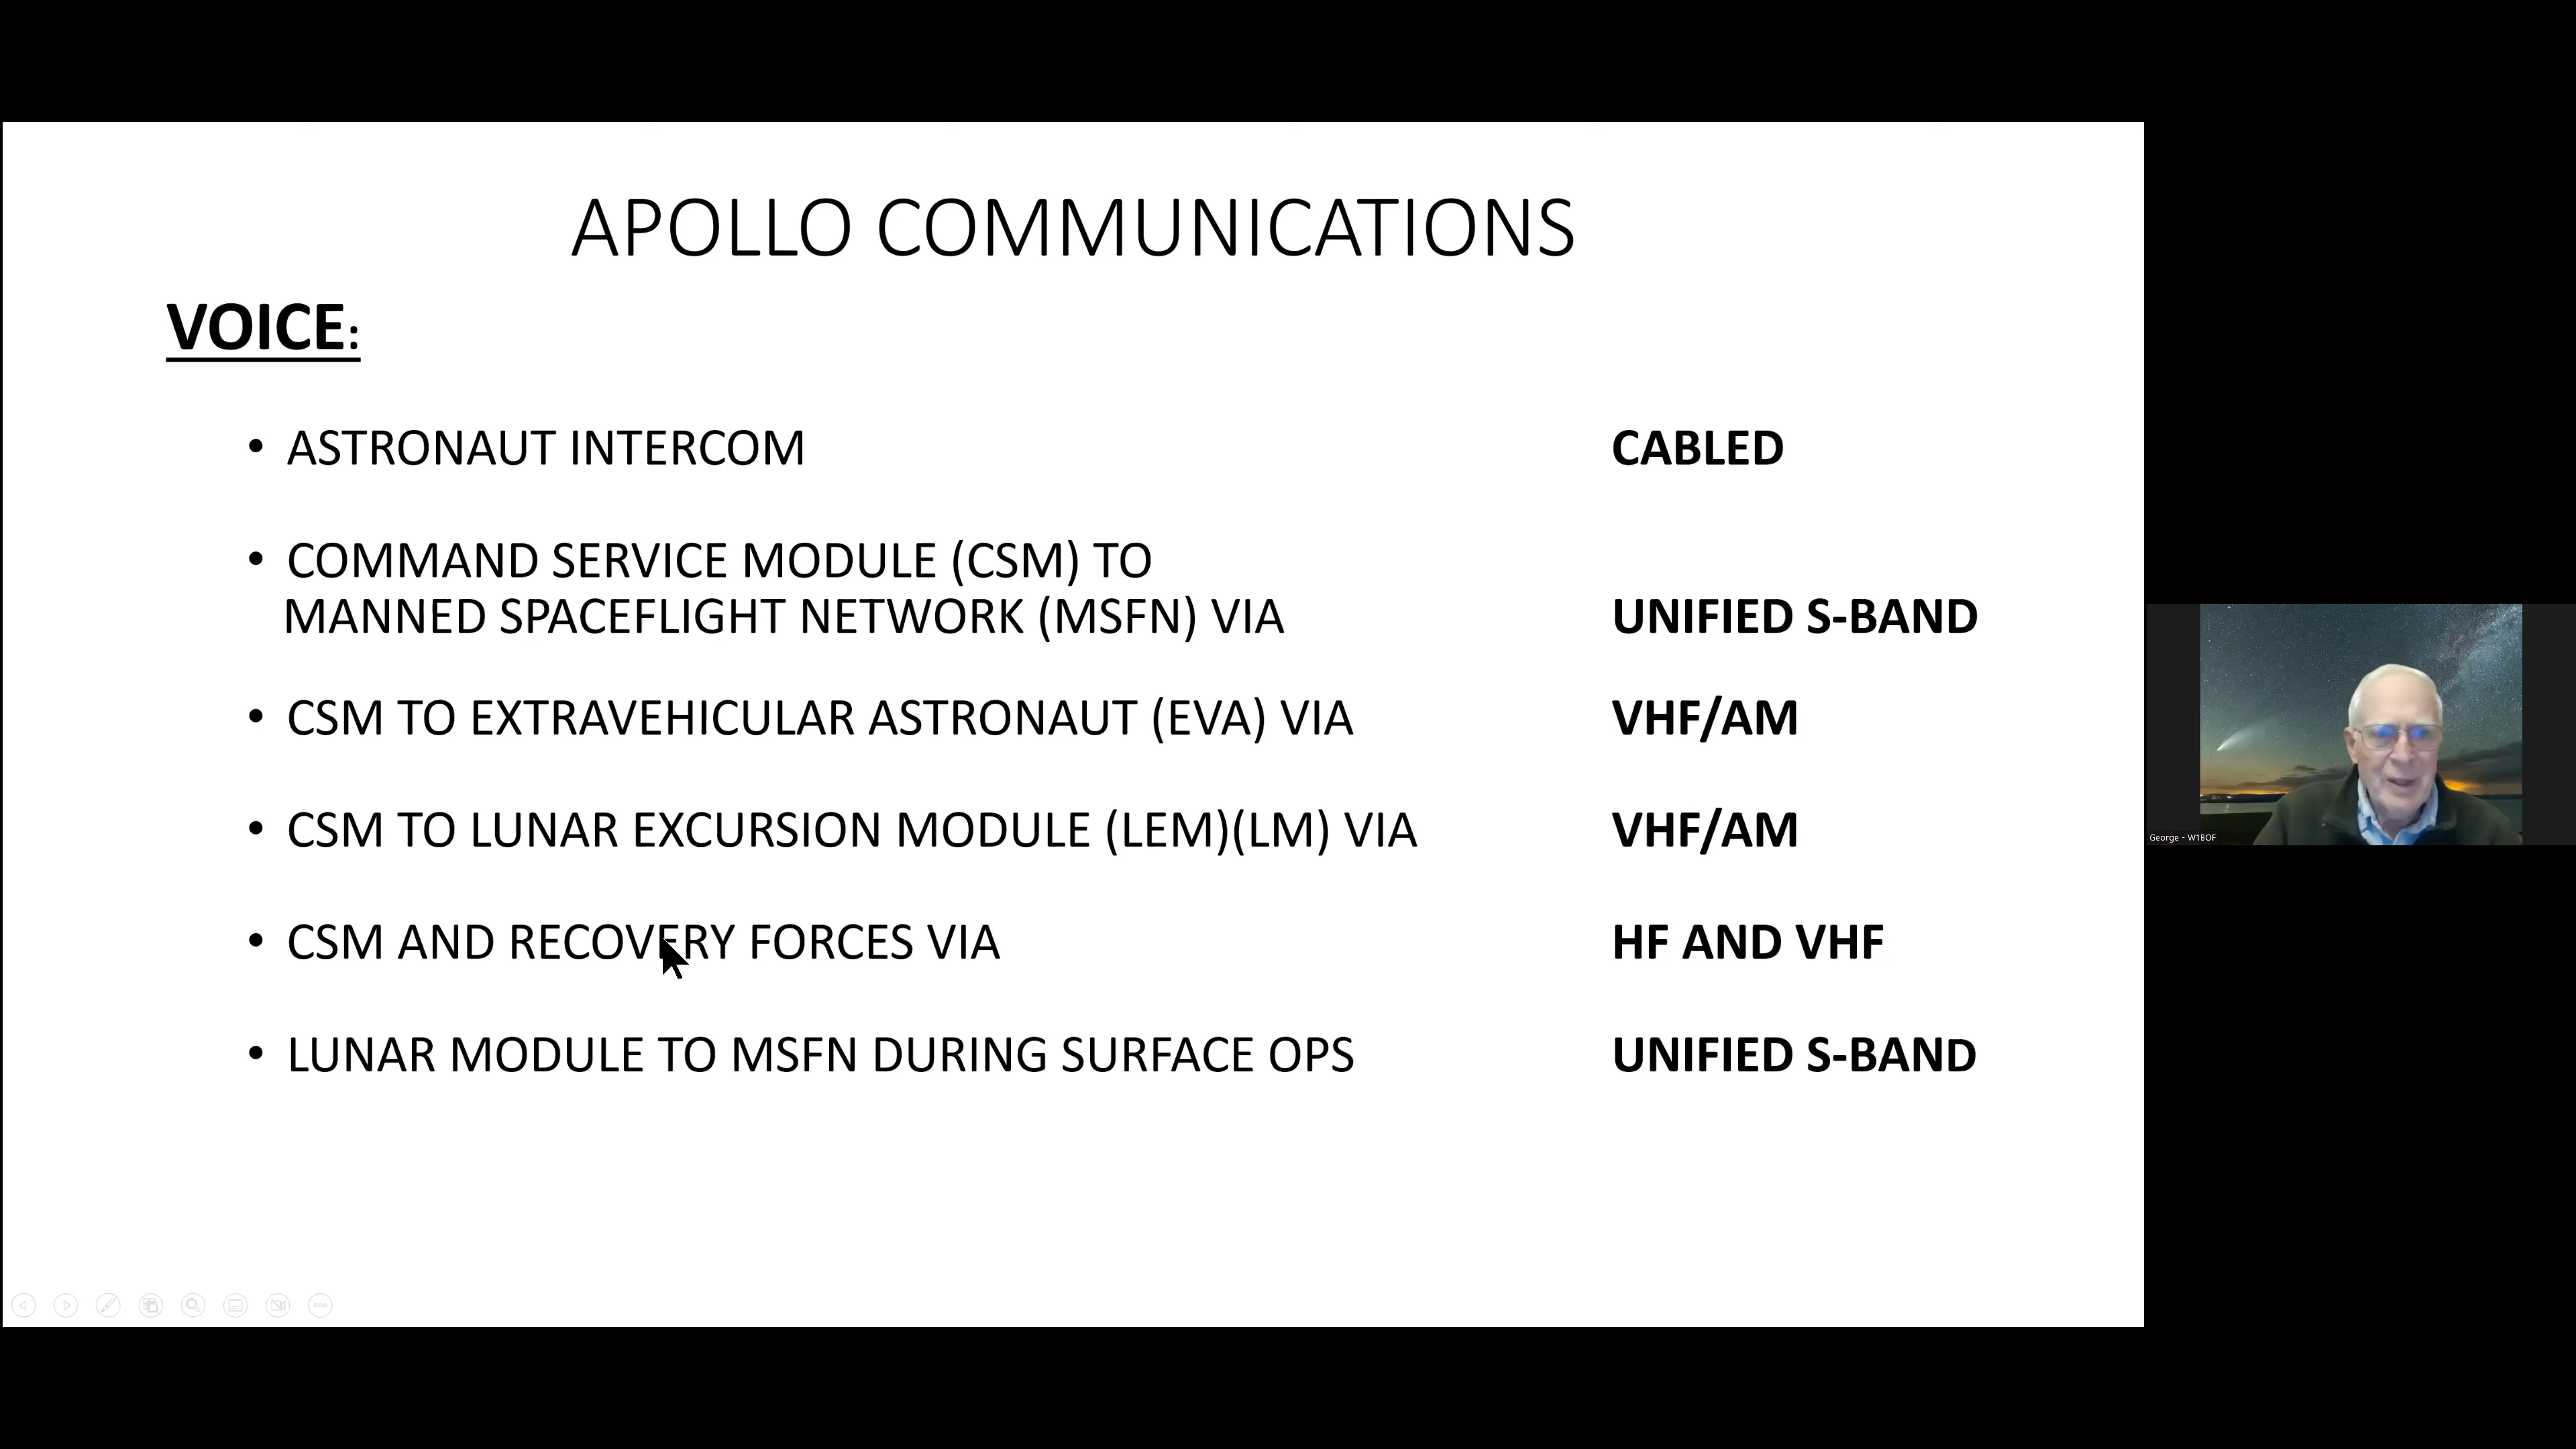 APOLLO COMMUNICATIONS
VOICE:
• ASTRONAUT INTERCOM CABLED
• COMMAND SERVICE MODULE (CSM) TO
MANNED SPACEFLIGHT NETWORK (MSFN) VIA UNIFIED S-BAND
• CSM TO EXTRAVEHICULAR ASTRONAUT (EVA) VIA VHF/AM
• CSM TO LUNAR EXCURSION MODULE (LEM)(LM) VIA VHF/AM
• CSM AND RECOVERY FORCES VIA HF AND VHF
• LUNAR MODULE TO MSFN DURING SURFACE OPS UNIFIED S-BAND
George - W1BOF